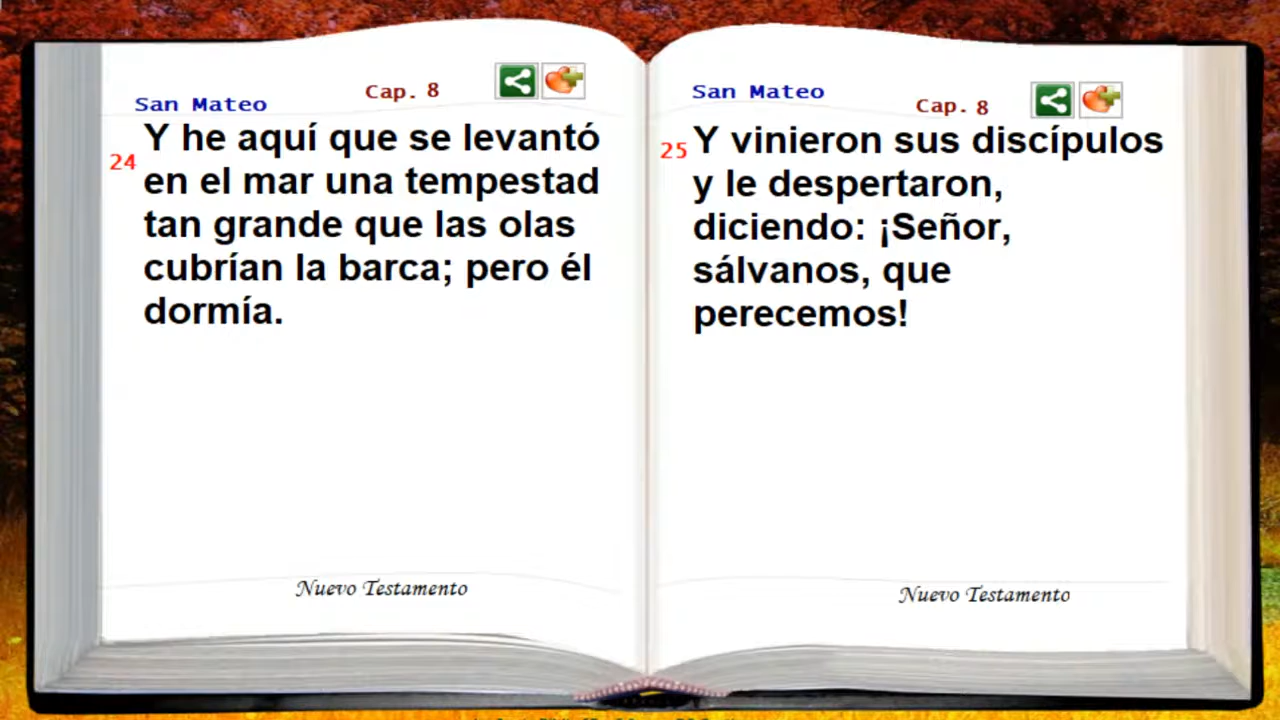 San Mateo
Cap. 8
24
Y he aquí que se levantó
en el mar una tempestad
tan grande que las olas
cubrían la barca; pero él
dormía.
Nuevo Testamento
San Mateo
Cap. 8
25
Y vinieron sus discípulos
y le despertaron,
diciendo: ¡Señor,
sálvanos, que
perecemos!
Nuevo Testamento